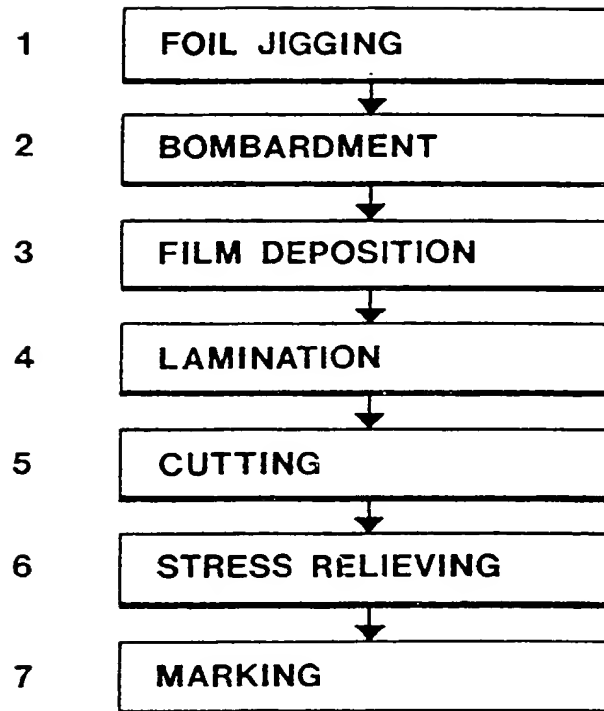 1 FOIL JIGGING
2 BOMBARDMENT
3 FILM DEPOSITION
4 LAMINATION
5 CUTTING
6 STRESS RELIEVING
7 MARKING